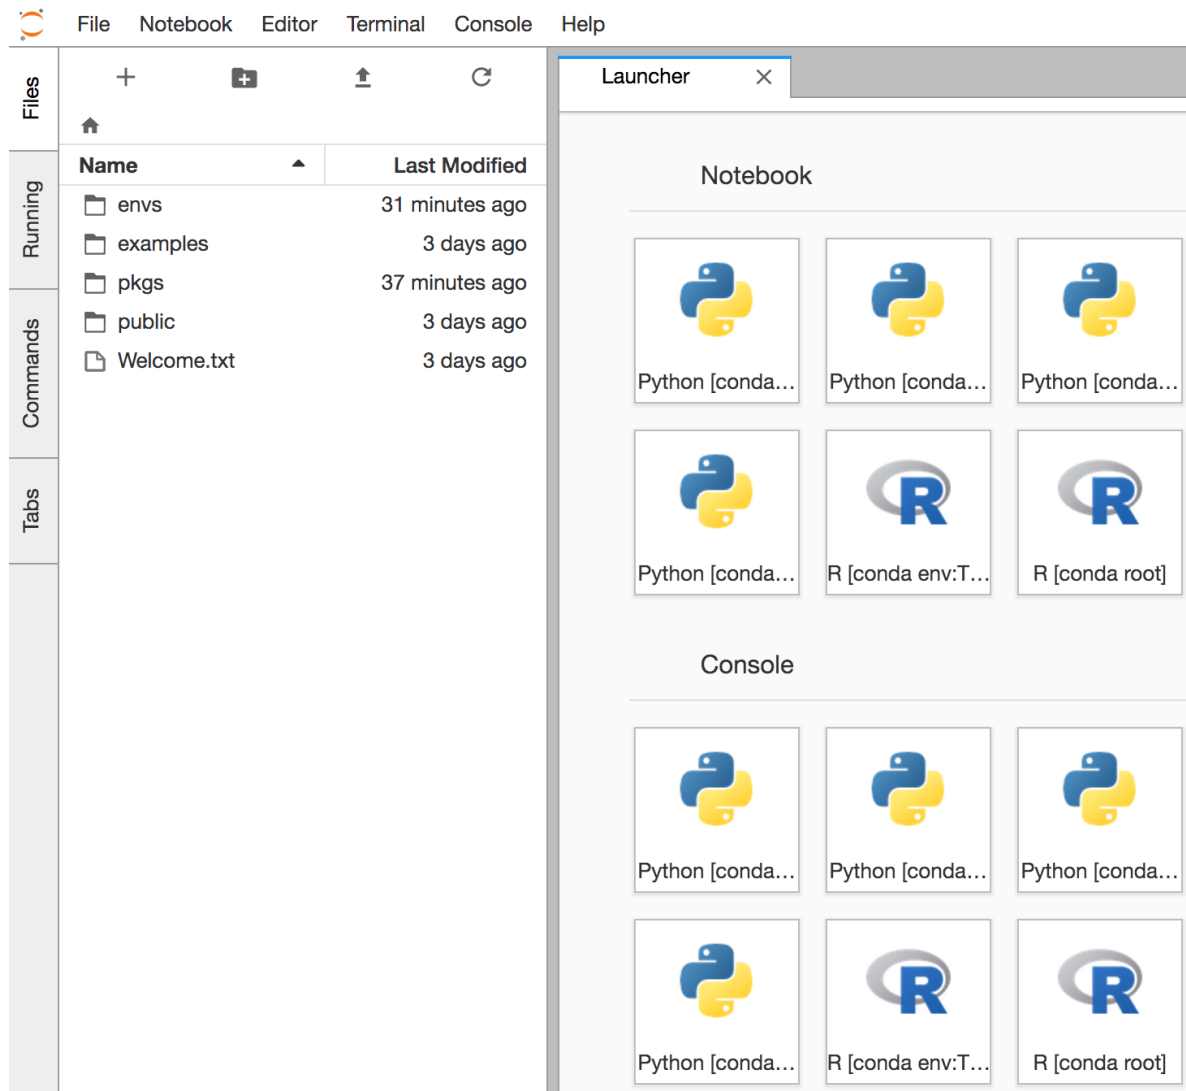 File Notebook Editor Terminal Console Help
Files
Running
Commands
Tabs
Name Last Modified
envs 31 minutes ago
examples 3 days ago
pkgs 37 minutes ago
public 3 days ago
Welcome.txt 3 days ago
Launcher
Notebook
Python [conda… Python [conda… Python [conda…
Python [conda… R [conda env:T… R [conda root]
Console
Python [conda… Python [conda… Python [conda…
Python [conda… R [conda env:T… R [conda root]